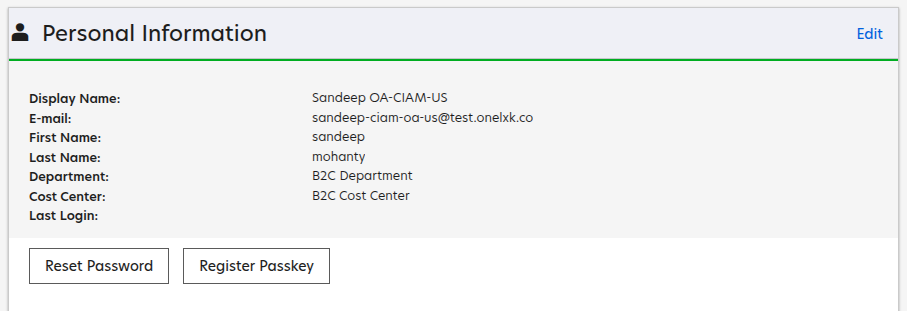 Personal Information Edit
Display Name: Sandeep OA-CIAM-US
E-mail: sandeep-ciam-oa-us@test.onelxk.co
First Name: sandeep
Last Name: mohanty
Department: B2C Department
Cost Center: B2C Cost Center
Last Login:
Reset Password Register Passkey